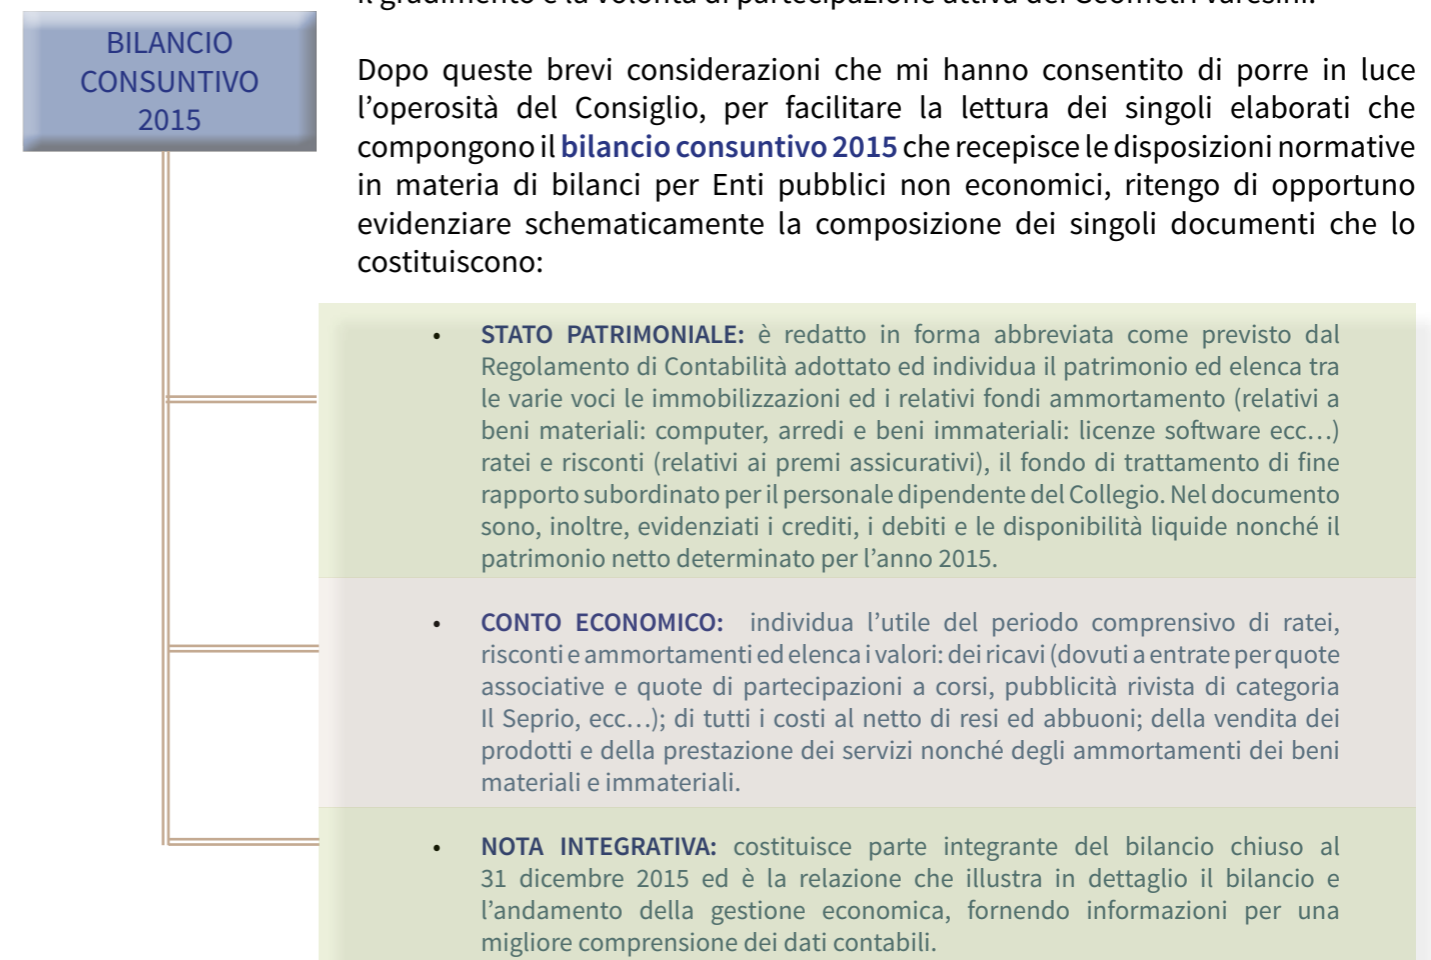 il gradimento e la volontà di partecipazione attiva dei Geometri varesini.
BILANCIO
CONSUNTIVO
2015
Dopo queste brevi considerazioni che mi hanno consentito di porre in luce
l’operosità del Consiglio, per facilitare la lettura dei singoli elaborati che
compongono il bilancio consuntivo 2015 che recepisce le disposizioni normative
in materia di bilanci per Enti pubblici non economici, ritengo di opportuno
evidenziare schematicamente la composizione dei singoli documenti che lo
costituiscono:
• STATO PATRIMONIALE: è redatto in forma abbreviata come previsto dal
Regolamento di Contabilità adottato ed individua il patrimonio ed elenca tra
le varie voci le immobilizzazioni ed i relativi fondi ammortamento (relativi a
beni materiali: computer, arredi e beni immateriali: licenze software ecc…)
ratei e risconti (relativi ai premi assicurativi), il fondo di trattamento di fine
rapporto subordinato per il personale dipendente del Collegio. Nel documento
sono, inoltre, evidenziati i crediti, i debiti e le disponibilità liquide nonché il
patrimonio netto determinato per l’anno 2015.
• CONTO ECONOMICO: individua l’utile del periodo comprensivo di ratei,
risconti e ammortamenti ed elenca i valori: dei ricavi (dovuti a entrate per quote
associative e quote di partecipazioni a corsi, pubblicità rivista di categoria
Il Seprio, ecc…); di tutti i costi al netto di resi ed abbuoni; della vendita dei
prodotti e della prestazione dei servizi nonché degli ammortamenti dei beni
materiali e immateriali.
• NOTA INTEGRATIVA: costituisce parte integrante del bilancio chiuso al
31 dicembre 2015 ed è la relazione che illustra in dettaglio il bilancio e
l’andamento della gestione economica, fornendo informazioni per una
migliore comprensione dei dati contabili.